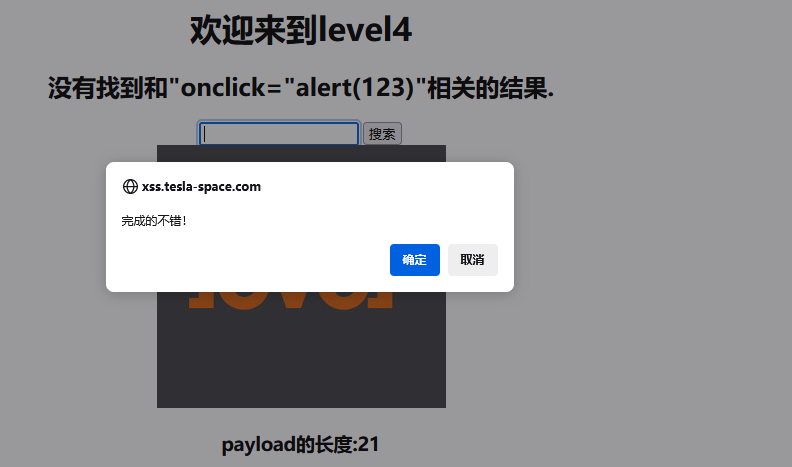 欢迎来到level4
没有找到和"onclick="alert(123)"相关的结果.
搜索
xss.tesla-space.com
完成的不错!
确定 取消
level
payload的长度:21